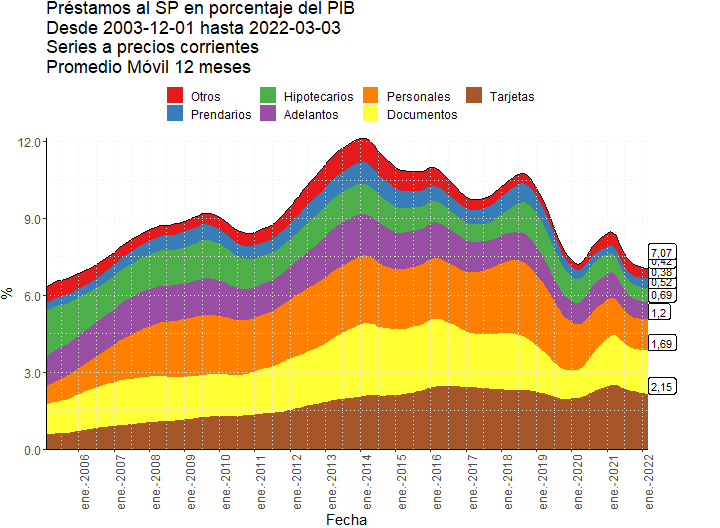 Préstamos al SP en porcentaje del PIB
Desde 2003-12-01 hasta 2022-03-03
Series a precios corrientes
Promedio Móvil 12 meses
Otros Hipotecarios Personales Tarjetas
Prendarios Adelantos Documentos
12.0
9.0
6.0
3.0
0.0
%
7,07
0,42
0,38
0,52
0,69
1,2
1,69
2,15
ene.-2006
ene.-2007
ene.-2008
ene.-2009
ene.-2010
ene.-2011
ene.-2012
ene.-2013
ene.-2014
ene.-2015
ene.-2016
ene.-2017
ene.-2018
ene.-2019
ene.-2020
ene.-2021
ene.-2022
Fecha